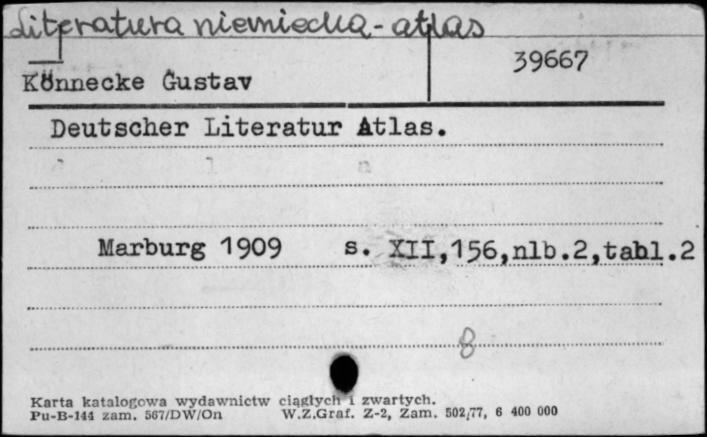 Literatura niemiecka - atlas
39667
Könnecke Gustav
Deutscher Literatur Atlas.
Marburg 1909 s. XII,156,nlb.2,tabl.2
8
Karta katalogowa wydawnictw ciągłych i zwartych.
Pu-B-144 zam. 567/DW/On W.Z.Graf. Z-2, Zam. 502/77, 6 400 000